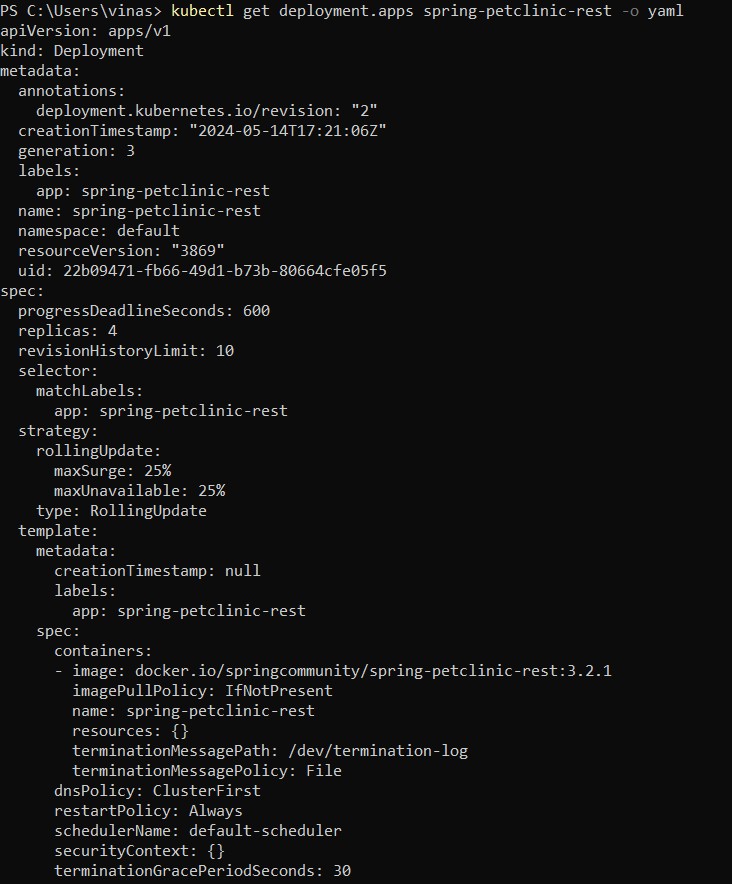 PS C:\Users\vinas> kubectl get deployment.apps spring-petclinic-rest -o yaml
apiVersion: apps/v1
kind: Deployment
metadata:
  annotations:
    deployment.kubernetes.io/revision: "2"
  creationTimestamp: "2024-05-14T17:21:06Z"
  generation: 3
  labels:
    app: spring-petclinic-rest
  name: spring-petclinic-rest
  namespace: default
  resourceVersion: "3869"
  uid: 22b09471-fb66-49d1-b73b-80664cfe05f5
spec:
  progressDeadlineSeconds: 600
  replicas: 4
  revisionHistoryLimit: 10
  selector:
    matchLabels:
      app: spring-petclinic-rest
  strategy:
    rollingUpdate:
      maxSurge: 25%
      maxUnavailable: 25%
    type: RollingUpdate
  template:
    metadata:
      creationTimestamp: null
      labels:
        app: spring-petclinic-rest
    spec:
      containers:
      - image: docker.io/springcommunity/spring-petclinic-rest:3.2.1
        imagePullPolicy: IfNotPresent
        name: spring-petclinic-rest
        resources: {}
        terminationMessagePath: /dev/termination-log
        terminationMessagePolicy: File
      dnsPolicy: ClusterFirst
      restartPolicy: Always
      schedulerName: default-scheduler
      securityContext: {}
      terminationGracePeriodSeconds: 30